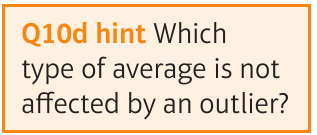 Q10d hint Which
type of average is not
affected by an outlier?